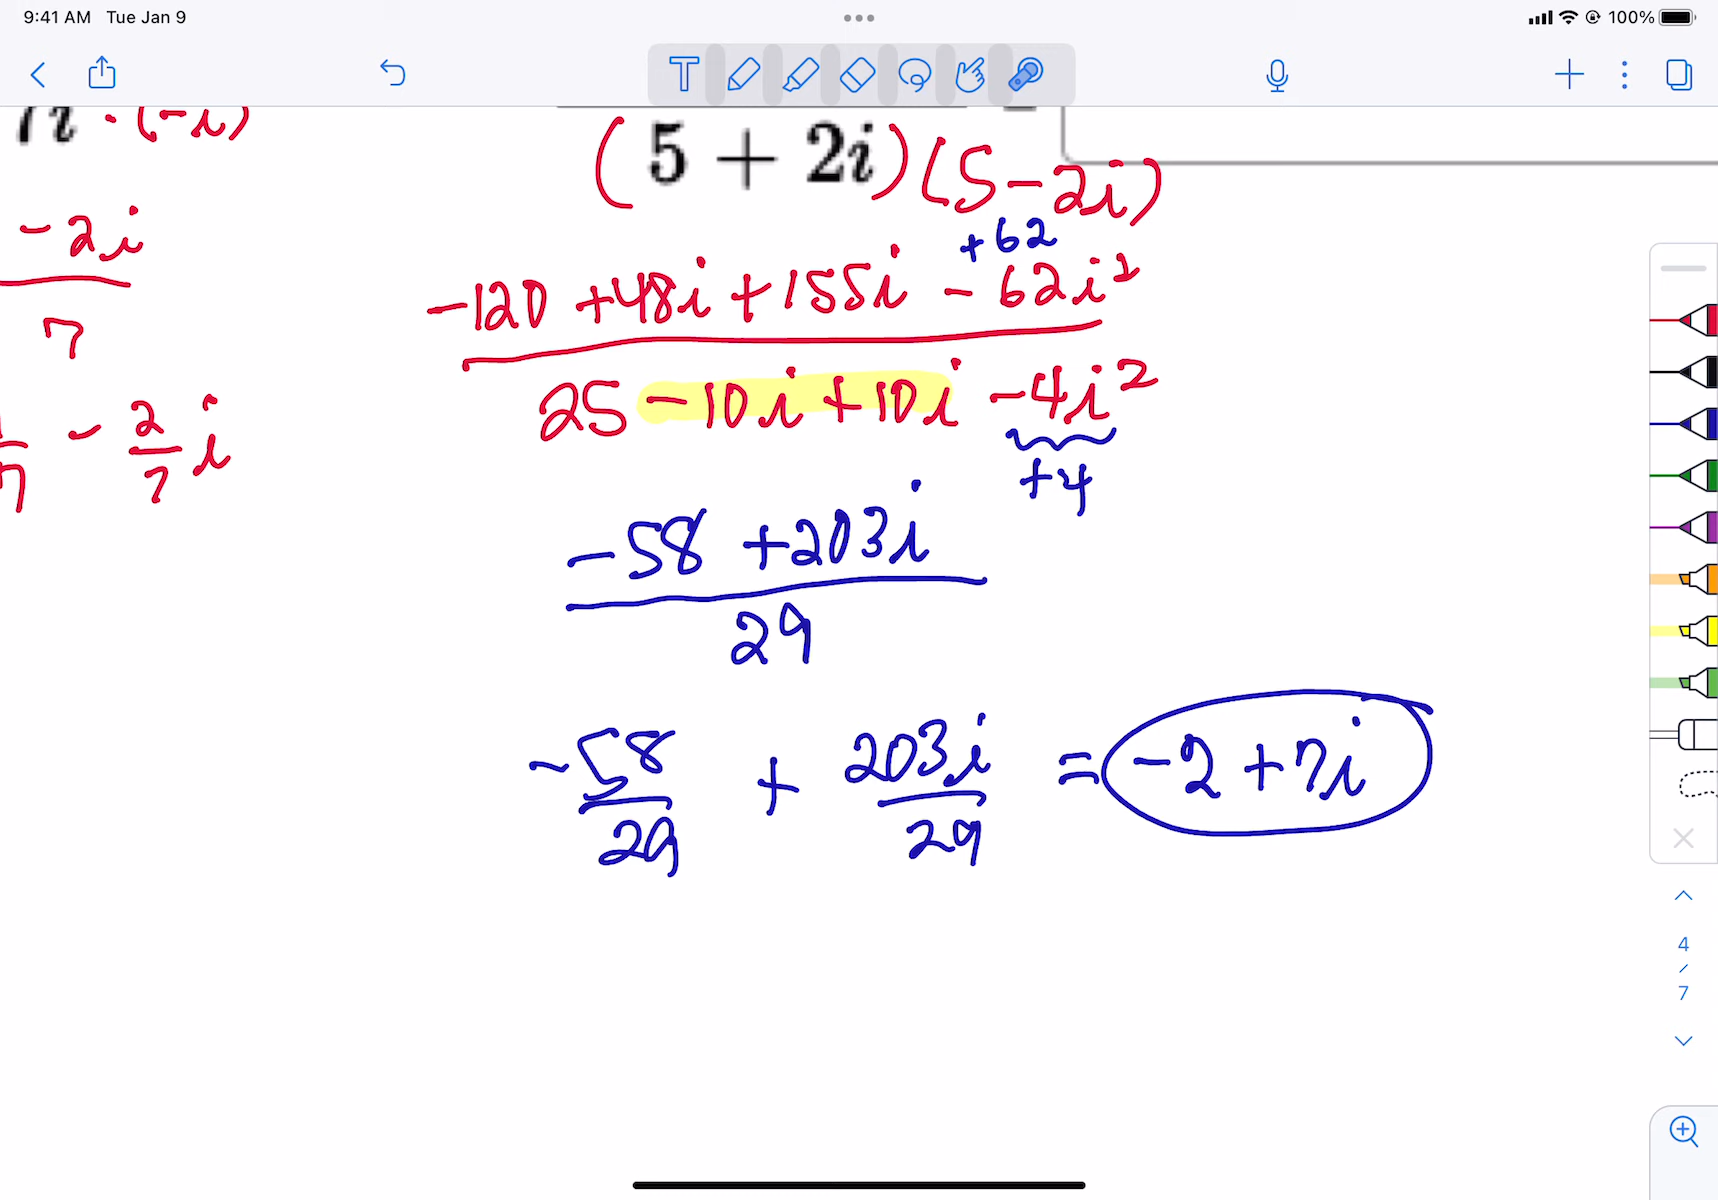 9:41 AM Tue Jan 9
100%
7i · (-i)
(5 + 2i)(5 - 2i)
- 2i
7
+62
-120 + 48i + 155i - 62i²
25 - 10i + 10i - 4i²
+4
- 2/7 i
-58 + 203i
29
-58/29 + 203i/29 = -2 + 7i
4
/
7